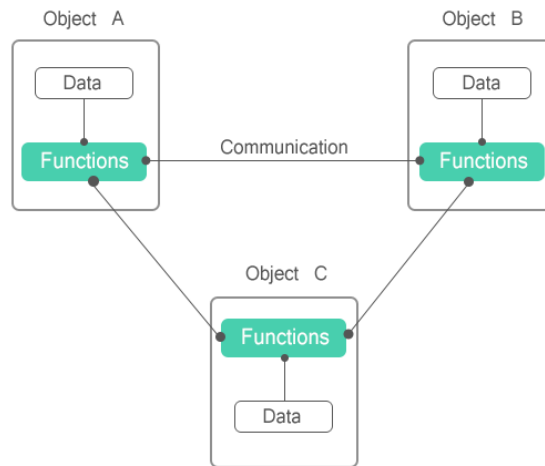 Object A
Object B
Data
Data
Functions
Communication
Functions
Object C
Functions
Data